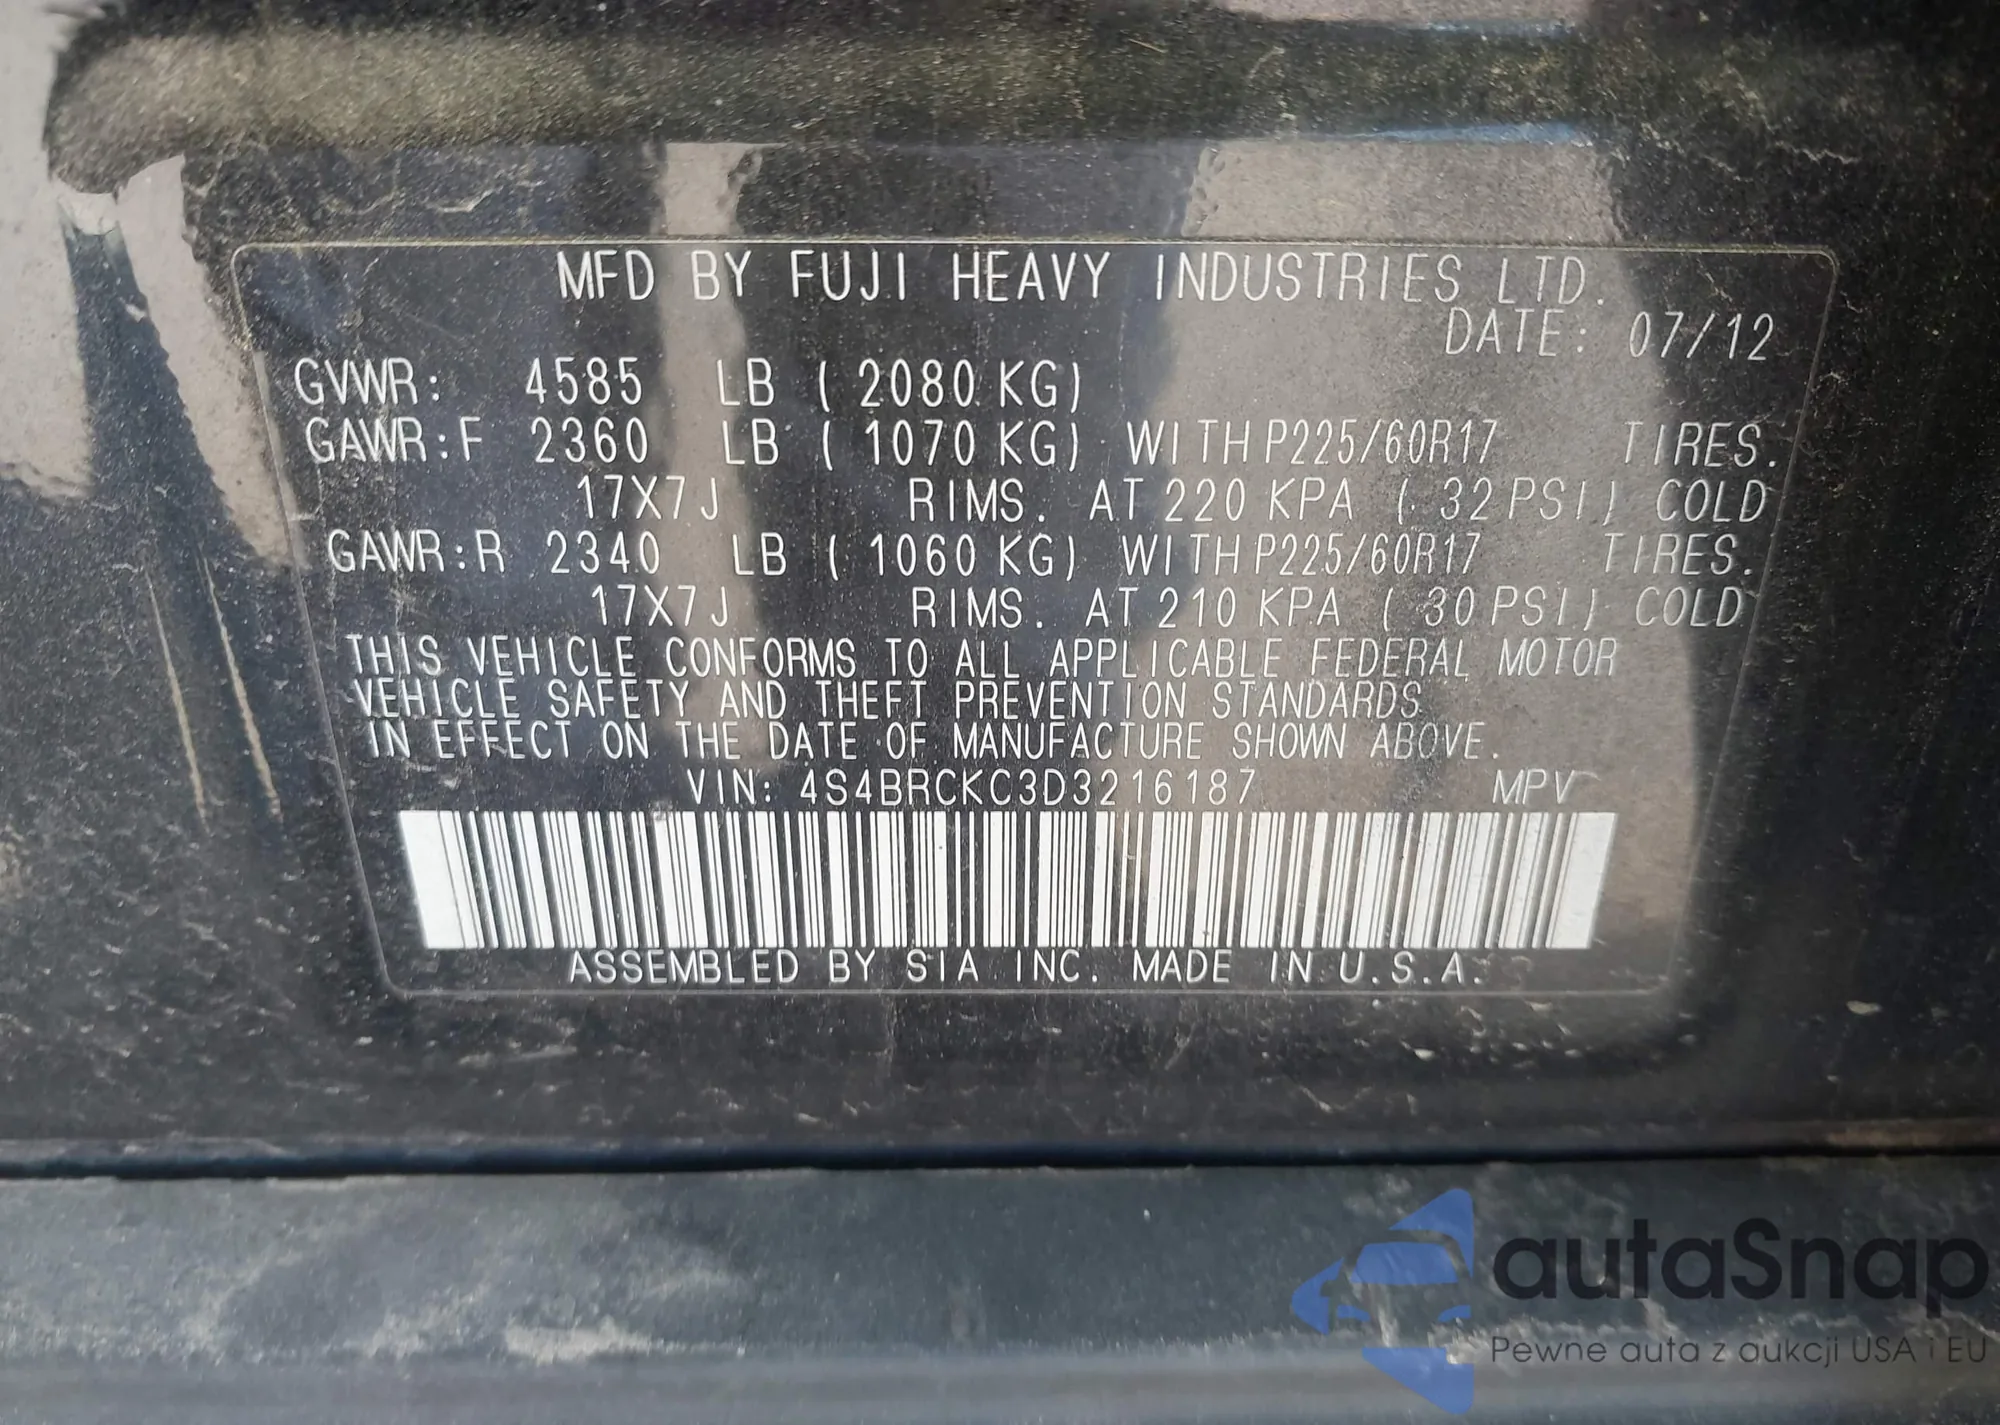 MFD BY FUJI HEAVY INDUSTRIES LTD.
DATE: 07/12
GVWR: 4585 LB ( 2080 KG)
GAWR:F 2360 LB ( 1070 KG) WITH P225/60R17 TIRES.
17X7J RIMS. AT 220 KPA ( 32 PSI) COLD
GAWR:R 2340 LB ( 1060 KG) WITH P225/60R17 TIRES.
17X7J RIMS. AT 210 KPA ( 30 PSI) COLD
THIS VEHICLE CONFORMS TO ALL APPLICABLE FEDERAL MOTOR
VEHICLE SAFETY AND THEFT PREVENTION STANDARDS
IN EFFECT ON THE DATE OF MANUFACTURE SHOWN ABOVE.
VIN: 4S4BRCKC3D3216187 MPV
ASSEMBLED BY SIA INC. MADE IN U.S.A.
autaSnap
Pewne auta z aukcji USA i EU